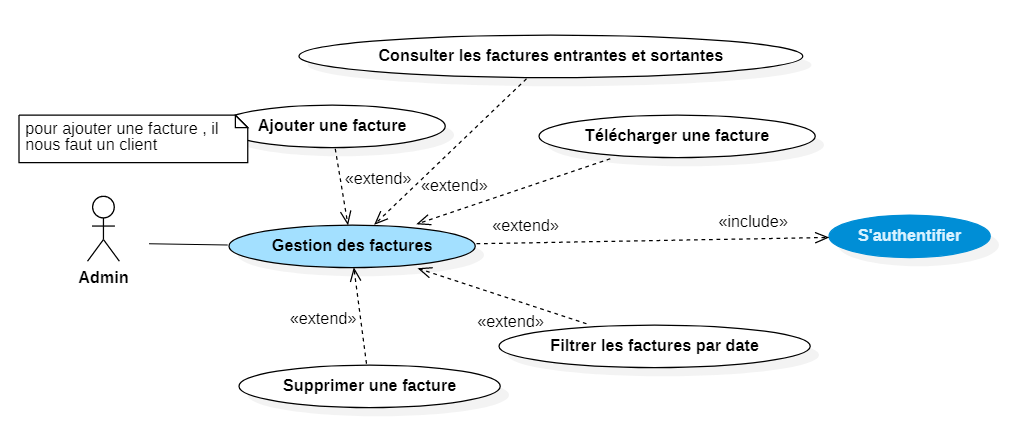 Consulter les factures entrantes et sortantes
pour ajouter une facture , il
nous faut un client
Ajouter une facture
Télécharger une facture
«extend»
«extend»
«extend»
«include»
Gestion des factures
S'authentifier
Admin
«extend»
«extend»
Filtrer les factures par date
Supprimer une facture